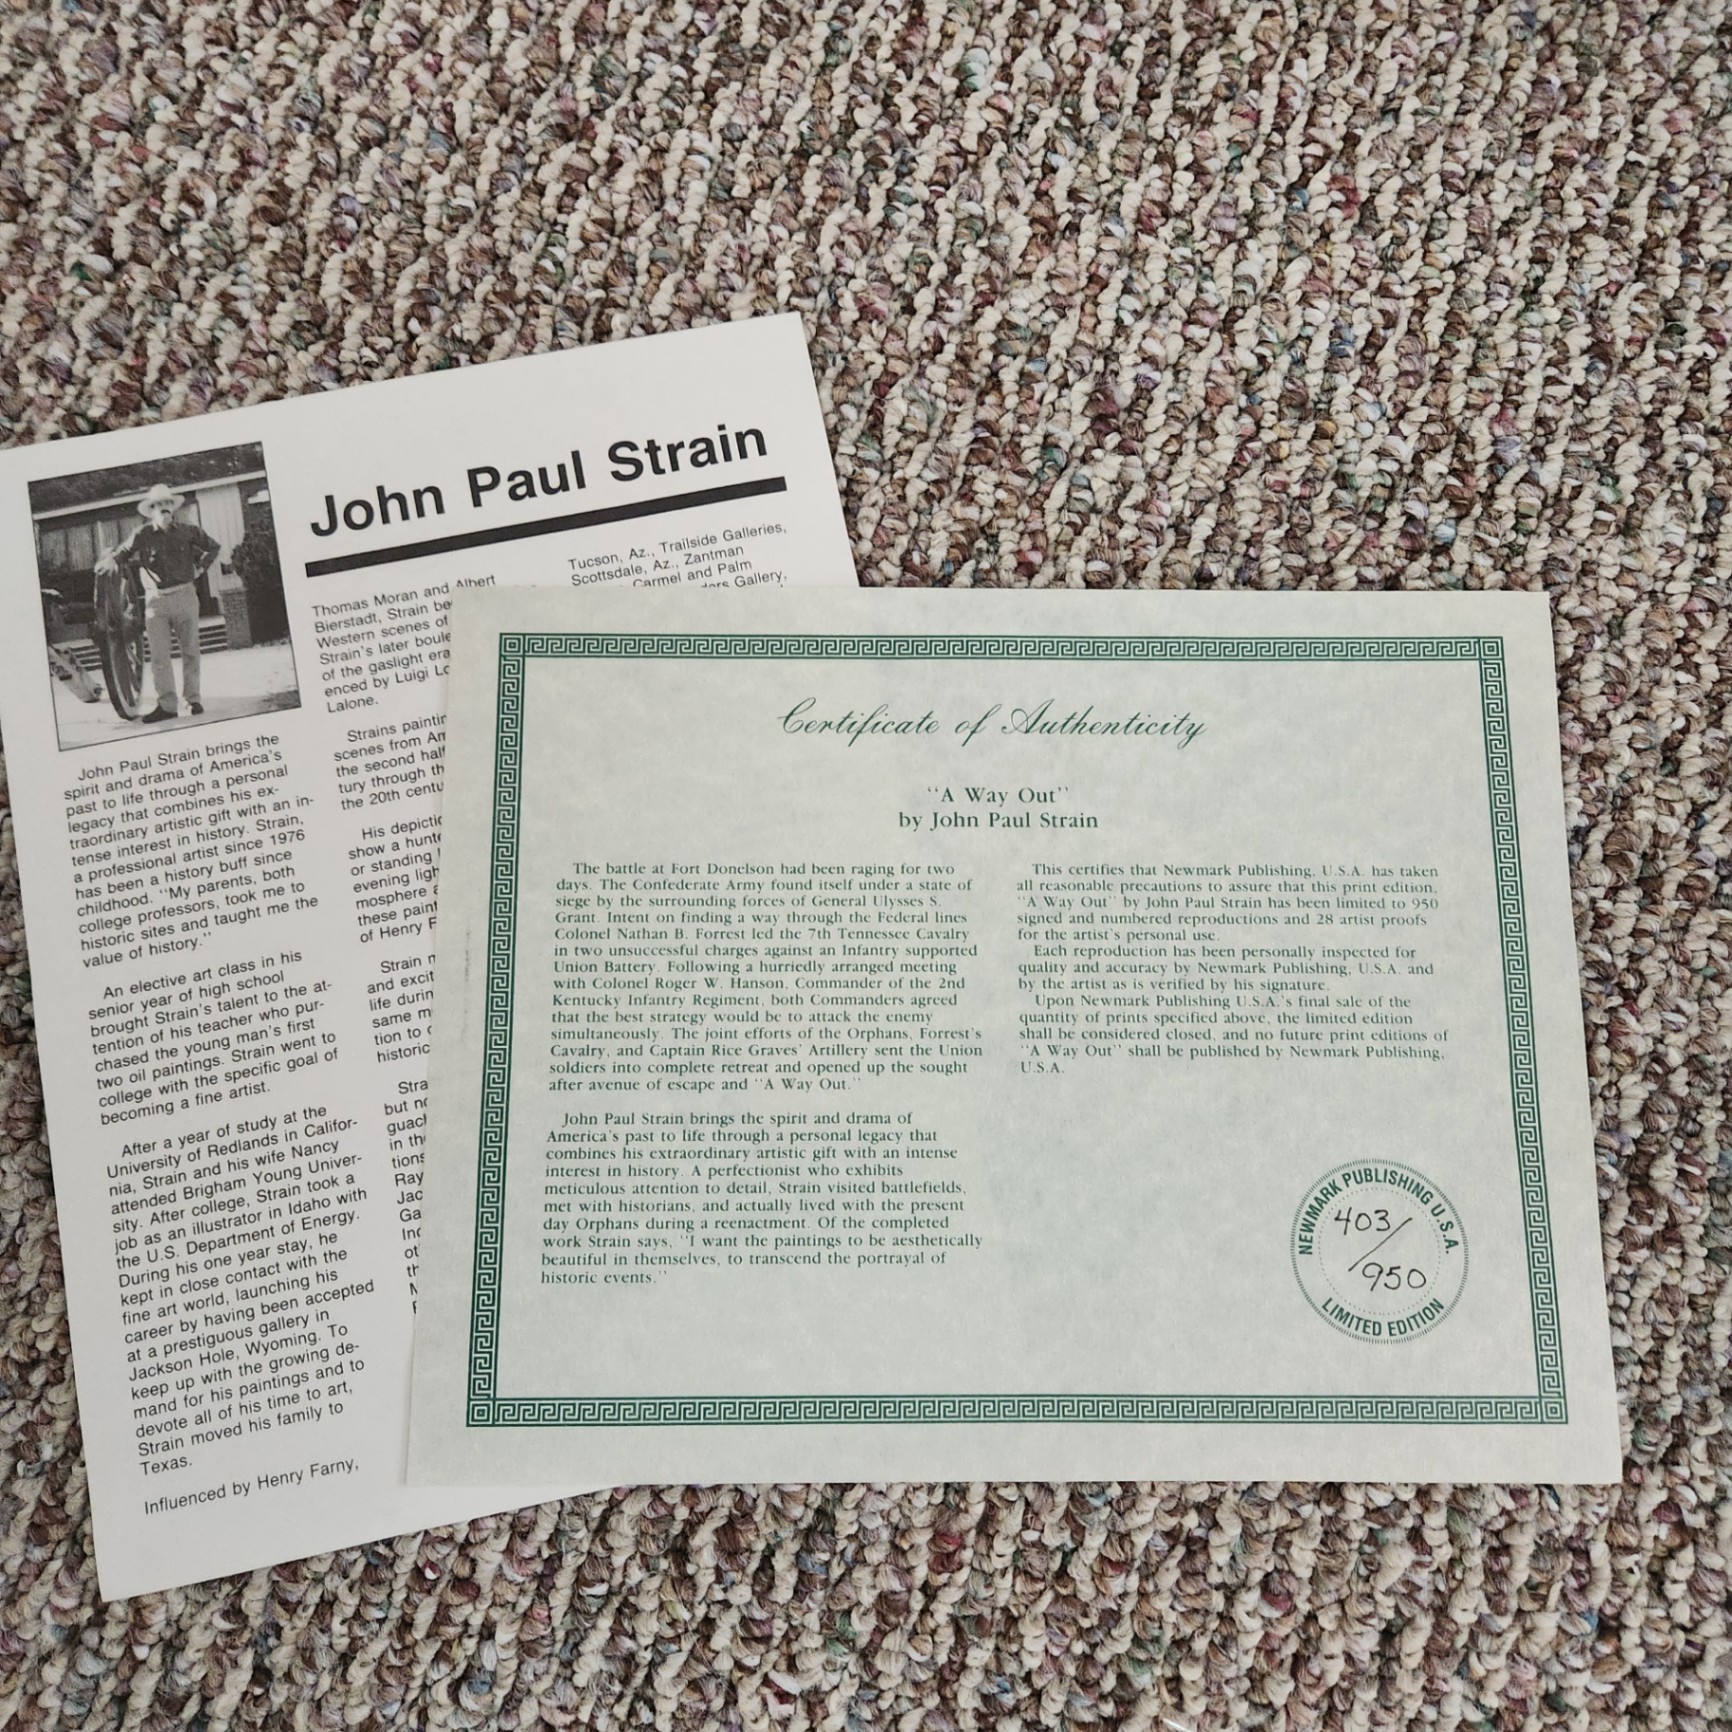 John Paul Strain
John Paul Strain brings the
spirit and drama of America's
past to life through a personal
legacy that combines his ex-
traordinary artistic gift with an in-
tense interest in history. Strain,
a professional artist since 1976
has been a history buff since
childhood. "My parents, both
college professors, took me to
historic sites and taught me the
value of history."
An elective art class in his
senior year of high school
brought Strain's talent to the at-
tention of his teacher who pur-
chased the young man's first
two oil paintings. Strain went to
college with the specific goal of
becoming a fine artist.
After a year of study at the
University of Redlands in Califor-
nia, Strain and his wife Nancy
attended Brigham Young Univer-
sity. After college, Strain took a
job as an illustrator in Idaho with
the U.S. Department of Energy.
During his one year stay, he
kept in close contact with the
fine art world, launching his
career by having been accepted
at a prestiguous gallery in
Jackson Hole, Wyoming. To
keep up with the growing de-
mand for his paintings and to
devote all of his time to art,
Strain moved his family to
Texas.
Influenced by Henry Farny,
Thomas Moran and Albert
Bierstadt, Strain
Western scenes of
Strain's later
of the gaslight era
enced by Luigi
Lalone.
Strains
scenes from
the second half
tury through
the 20th
His
show a
or standing
evening
mosphere
these
of Henry
Strain
and
life
same
tion to
historic
but
in
Tucson, Az., Trailside Galleries,
Scottsdale, Az., Zantman
Carmel and Palm
Gallery,
Certificate of Authenticity
"A Way Out"
by John Paul Strain
The battle at Fort Donelson had been raging for two
days. The Confederate Army found itself under a state of
siege by the surrounding forces of General Ulysses S.
Grant. Intent on finding a way through the Federal lines
Colonel Nathan B. Forrest led the 7th Tennessee Cavalry
in two unsuccessful charges against an Infantry supported
Union Battery. Following a hurriedly arranged meeting
with Colonel Roger W. Hanson, Commander of the 2nd
Kentucky Infantry Regiment, both Commanders agreed
that the best strategy would be to attack the enemy
simultaneously. The joint efforts of the Orphans, Forrest's
Cavalry, and Captain Rice Graves' Artillery sent the Union
soldiers into complete retreat and opened up the sought
after avenue of escape and "A Way Out."
John Paul Strain brings the spirit and drama of
America's past to life through a personal legacy that
combines his extraordinary artistic gift with an intense
interest in history. A perfectionist who exhibits
meticulous attention to detail, Strain visited battlefields,
met with historians, and actually lived with the present
day Orphans during a reenactment. Of the completed
work Strain says, "I want the paintings to be aesthetically
beautiful in themselves, to transcend the portrayal of
historic events."
This certifies that Newmark Publishing, U.S.A. has taken
all reasonable precautions to assure that this print edition,
"A Way Out" by John Paul Strain has been limited to 950
signed and numbered reproductions and 28 artist proofs
for the artist's personal use.
Each reproduction has been personally inspected for
quality and accuracy by Newmark Publishing, U.S.A. and
by the artist as is verified by his signature.
Upon Newmark Publishing U.S.A.'s final sale of the
quantity of prints specified above, the limited edition
shall be considered closed, and no future print editions of
"A Way Out" shall be published by Newmark Publishing,
U.S.A.
NEWMARK PUBLISHING U.S.A.
403/
950
LIMITED EDITION